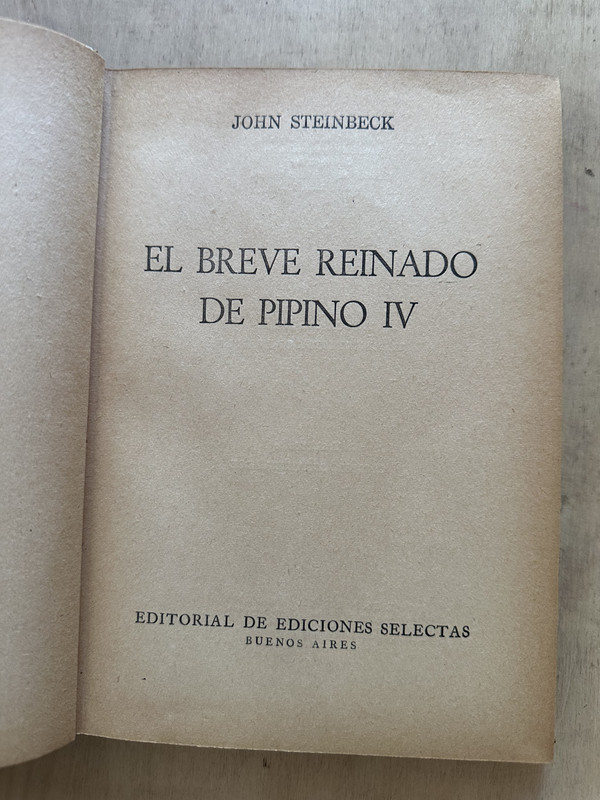 JOHN STEINBECK
EL BREVE REINADO
DE PIPINO IV
EDITORIAL DE EDICIONES SELECTAS
BUENOS AIRES